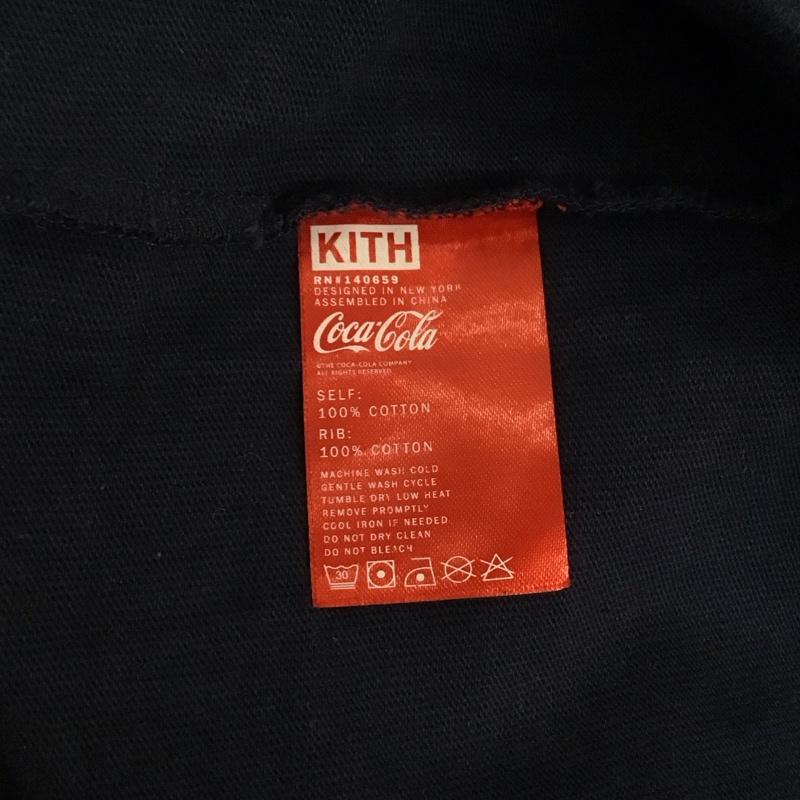 KITH
RN#140659
DESIGNED IN NEW YORK
ASSEMBLED IN CHINA
Coca-Cola
©THE COCA-COLA COMPANY
ALL RIGHTS RESERVED
SELF:
100% COTTON
RIB:
100% COTTON
MACHINE WASH COLD
GENTLE WASH CYCLE
TUMBLE DRY LOW HEAT
REMOVE PROMPTLY
COOL IRON IF NEEDED
DO NOT DRY CLEAN
DO NOT BLEACH
30